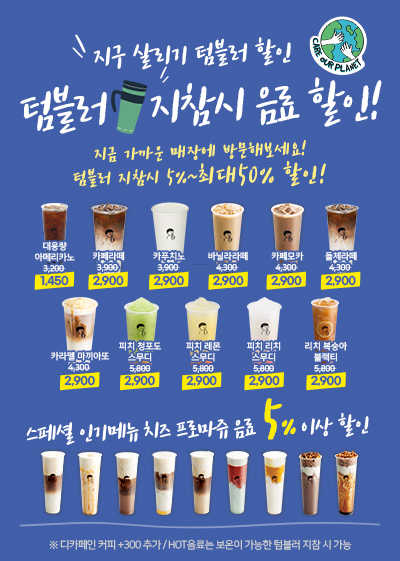 지구 살리기 텀블러 할인
CARE OUR PLANET
텀블러 지참시 음료 할인!
지금 가까운 매장에 방문해보세요!
텀블러 지참시 5%~최대50% 할인!
대용량
아메리카노
3,200
1,450
카페라떼
3,900
2,900
카푸치노
3,900
2,900
바닐라라떼
4,300
2,900
카페모카
4,300
2,900
돌체라떼
4,300
2,900
카라멜 마끼아또
4,300
2,900
피치 청포도
스무디
5,800
2,900
피치 레몬
스무디
5,800
2,900
피치 리치
스무디
5,800
2,900
리치 복숭아
블랙티
5,800
2,900
스페셜 인기메뉴 치즈 프로마쥬 음료 5% 이상 할인
※ 디카페인 커피 +300 추가 / HOT음료는 보온이 가능한 텀블러 지참 시 가능